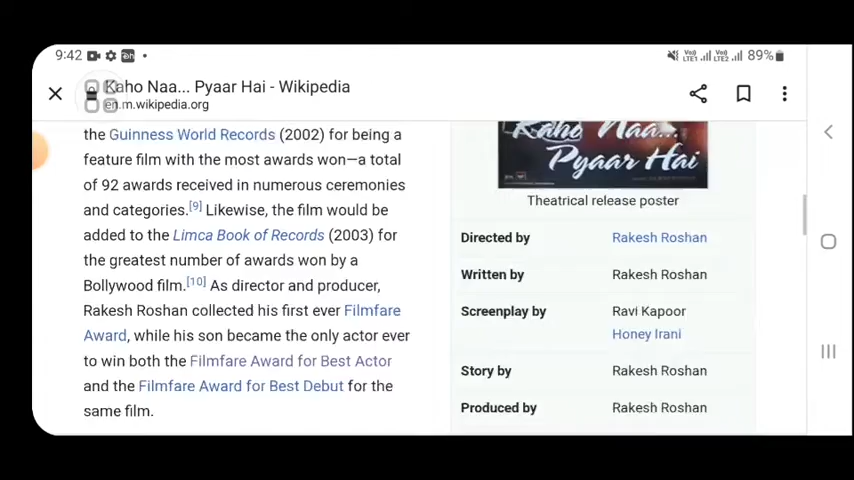 9:42
89%
Kaho Naa... Pyaar Hai - Wikipedia
en.m.wikipedia.org
the Guinness World Records (2002) for being a
feature film with the most awards won—a total
of 92 awards received in numerous ceremonies
and categories.[9] Likewise, the film would be
added to the Limca Book of Records (2003) for
the greatest number of awards won by a
Bollywood film.[10] As director and producer,
Rakesh Roshan collected his first ever Filmfare
Award, while his son became the only actor ever
to win both the Filmfare Award for Best Actor
and the Filmfare Award for Best Debut for the
same film.
Kaho Naa...
Pyaar Hai
Theatrical release poster
Directed by Rakesh Roshan
Written by Rakesh Roshan
Screenplay by Ravi Kapoor
Honey Irani
Story by Rakesh Roshan
Produced by Rakesh Roshan